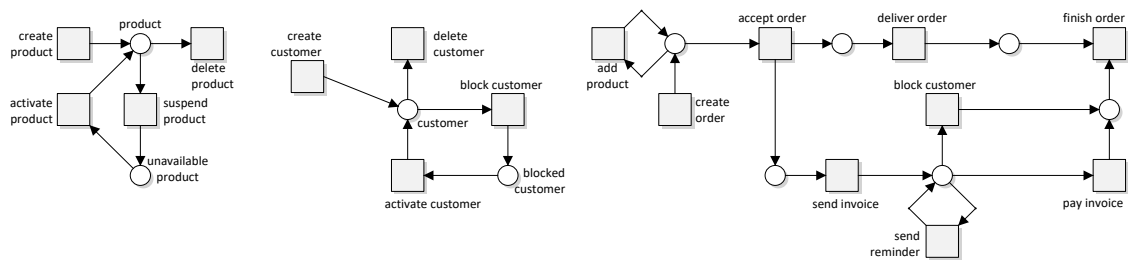 create
product
product
delete
product
activate
product
suspend
product
unavailable
product
create
customer
delete
customer
block customer
customer
activate customer
blocked
customer
add
product
create
order
accept order
deliver order
finish order
block customer
send invoice
pay invoice
send
reminder